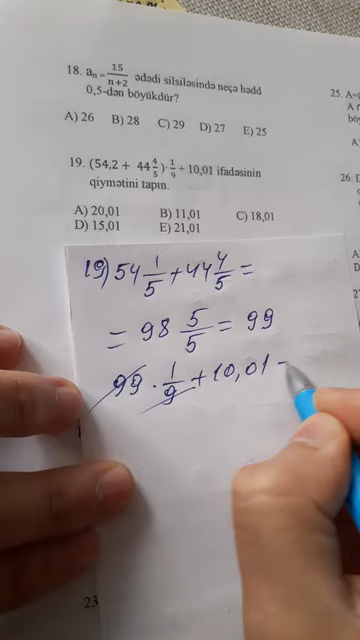 18. aₙ = 15/(n+2) ədədi silsiləsində neçə hədd
0,5-dən böyükdür?
A) 26 B) 28 C) 29 D) 27 E) 25
19. (54,2 + 44 4/5) · 1/9 + 10,01 ifadəsinin
qiymətini tapın.
A) 20,01 B) 11,01 C) 18,01
D) 15,01 E) 21,01
25. A=
A
26.
19) 54 1/5 + 44 4/5 =
= 98 5/5 = 99
99 · 1/9 + 10,01 =
23